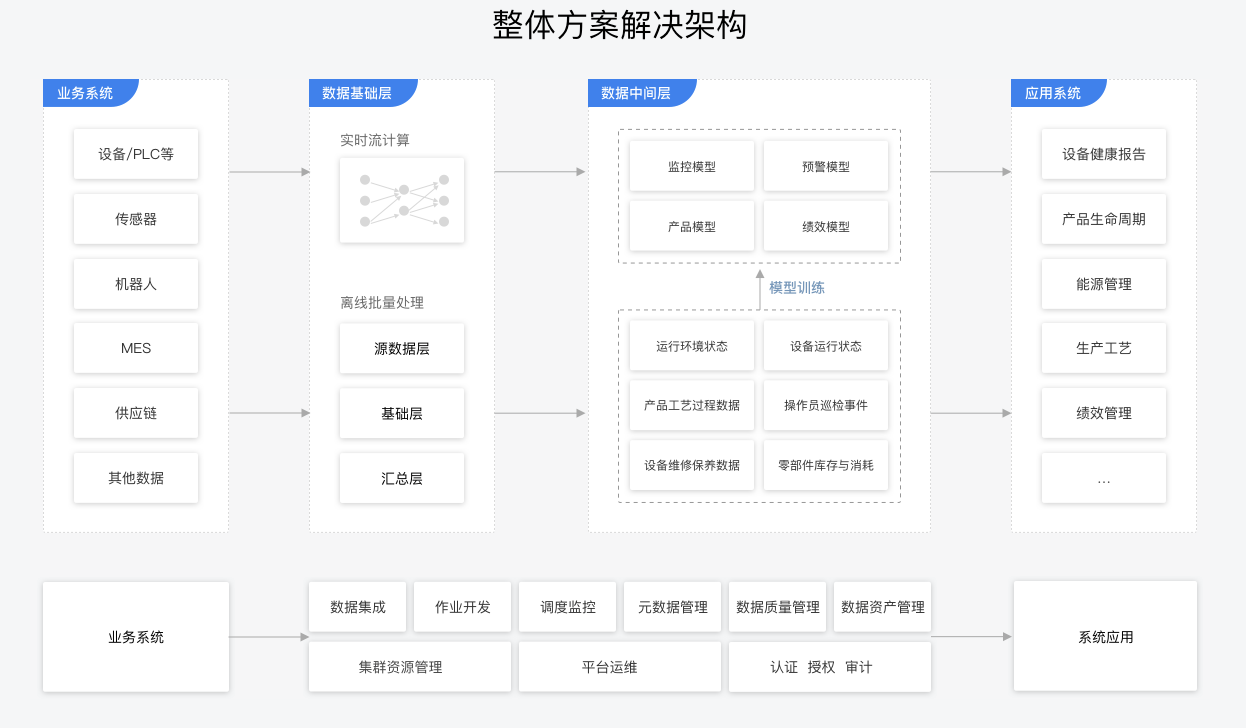 整体方案解决架构
业务系统
设备/PLC等
传感器
机器人
MES
供应链
其他数据
数据基础层
实时流计算
离线批量处理
源数据层
基础层
汇总层
数据中间层
监控模型
预警模型
产品模型
绩效模型
模型训练
运行环境状态
设备运行状态
产品工艺过程数据
操作员巡检事件
设备维修保养数据
零部件库存与消耗
应用系统
设备健康报告
产品生命周期
能源管理
生产工艺
绩效管理
...
业务系统
数据集成
作业开发
调度监控
元数据管理
数据质量管理
数据资产管理
集群资源管理
平台运维
认证 授权 审计
系统应用